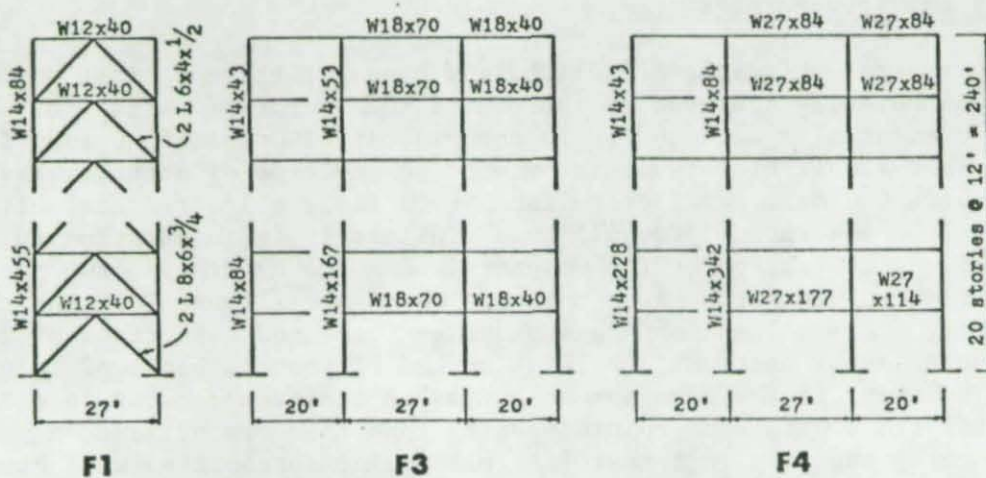 W12x40
W12x40
W14x84
2 L 6x4x1/2
W14x455
W12x40
2 L 8x6x3/4
27'
F1
W18x70 W18x40
W14x43
W14x53
W18x70 W18x40
W14x84
W14x167
W18x70 W18x40
20' 27' 20'
F3
W27x84 W27x84
W14x43
W14x84
W27x84 W27x84
W14x228
W14x342
W27x177
W27
x114
20' 27' 20'
F4
20 stories @ 12' = 240'